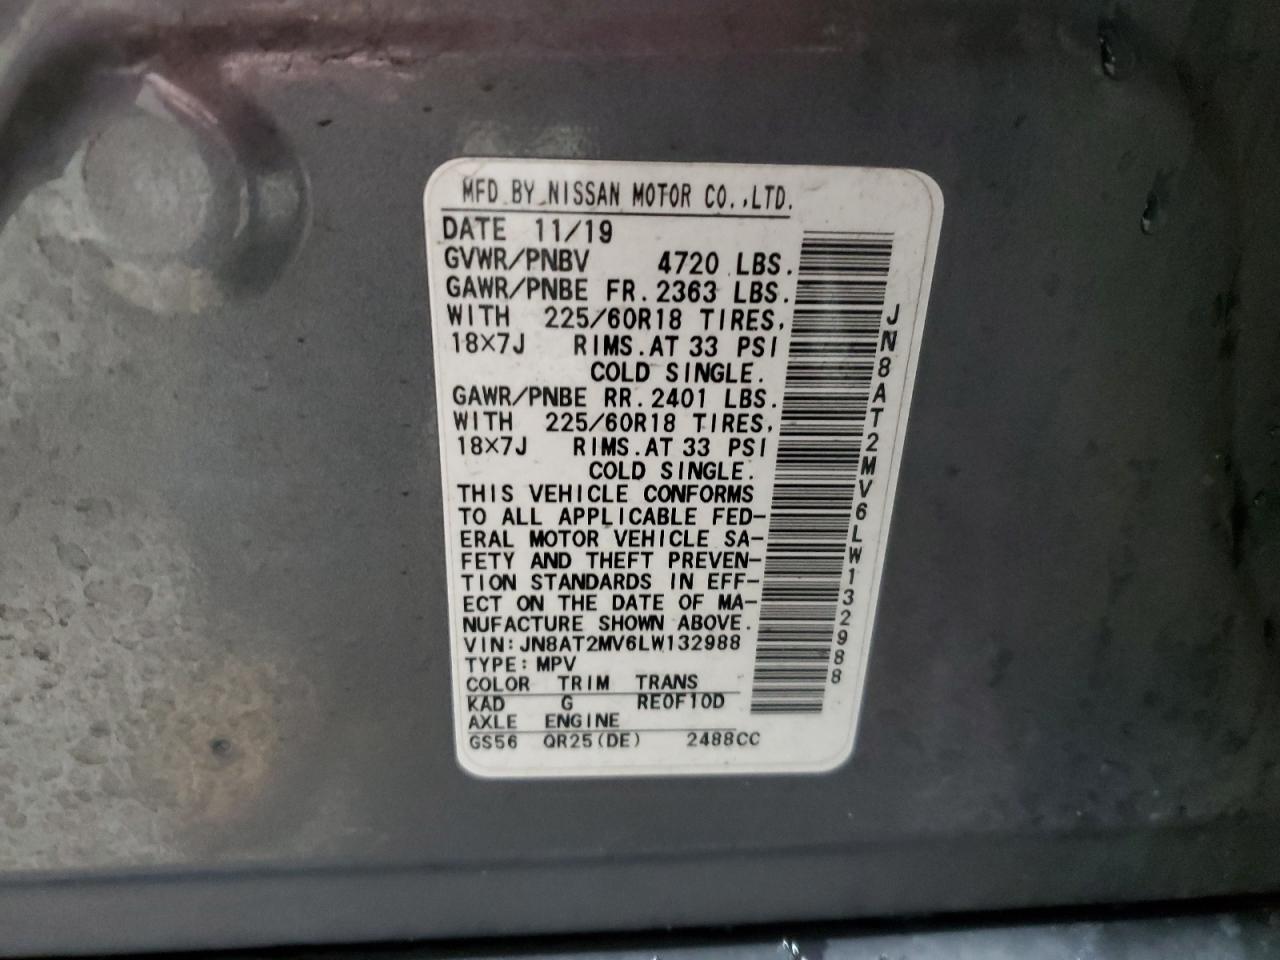 MFD.BY NISSAN MOTOR CO.,LTD.
DATE 11/19
GVWR/PNBV 4720 LBS.
GAWR/PNBE FR.2363 LBS.
WITH 225/60R18 TIRES,
18×7J RIMS.AT 33 PSI
COLD SINGLE.
GAWR/PNBE RR.2401 LBS.
WITH 225/60R18 TIRES,
18×7J RIMS.AT 33 PSI
COLD SINGLE.
THIS VEHICLE CONFORMS
TO ALL APPLICABLE FED-
ERAL MOTOR VEHICLE SA-
FETY AND THEFT PREVEN-
TION STANDARDS IN EFF-
ECT ON THE DATE OF MA-
NUFACTURE SHOWN ABOVE.
VIN:JN8AT2MV6LW132988
TYPE:MPV
COLOR TRIM TRANS
KAD G RE0F10D
AXLE ENGINE
GS56 QR25(DE) 2488CC
JN8AT2MV6LW132988